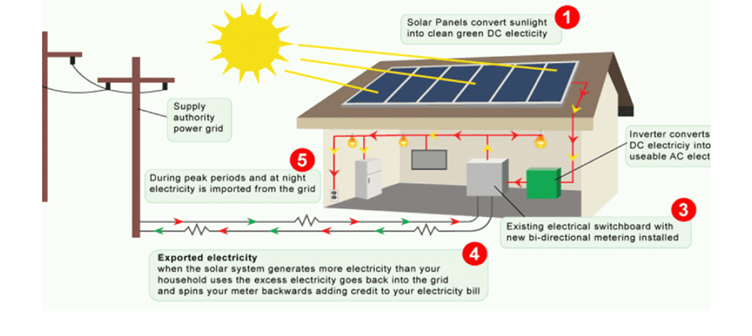 1
Solar Panels convert sunlight
into clean green DC electicity
Supply
authority
power grid
Inverter converts
DC electriciy into
useable AC elect
5
During peak periods and at night
electricity is imported from the grid
3
Existing electrical switchboard with
new bi-directional metering installed
4
Exported electricity
when the solar system generates more electricity than your
household uses the excess electricity goes back into the grid
and spins your meter backwards adding credit to your electricity bill